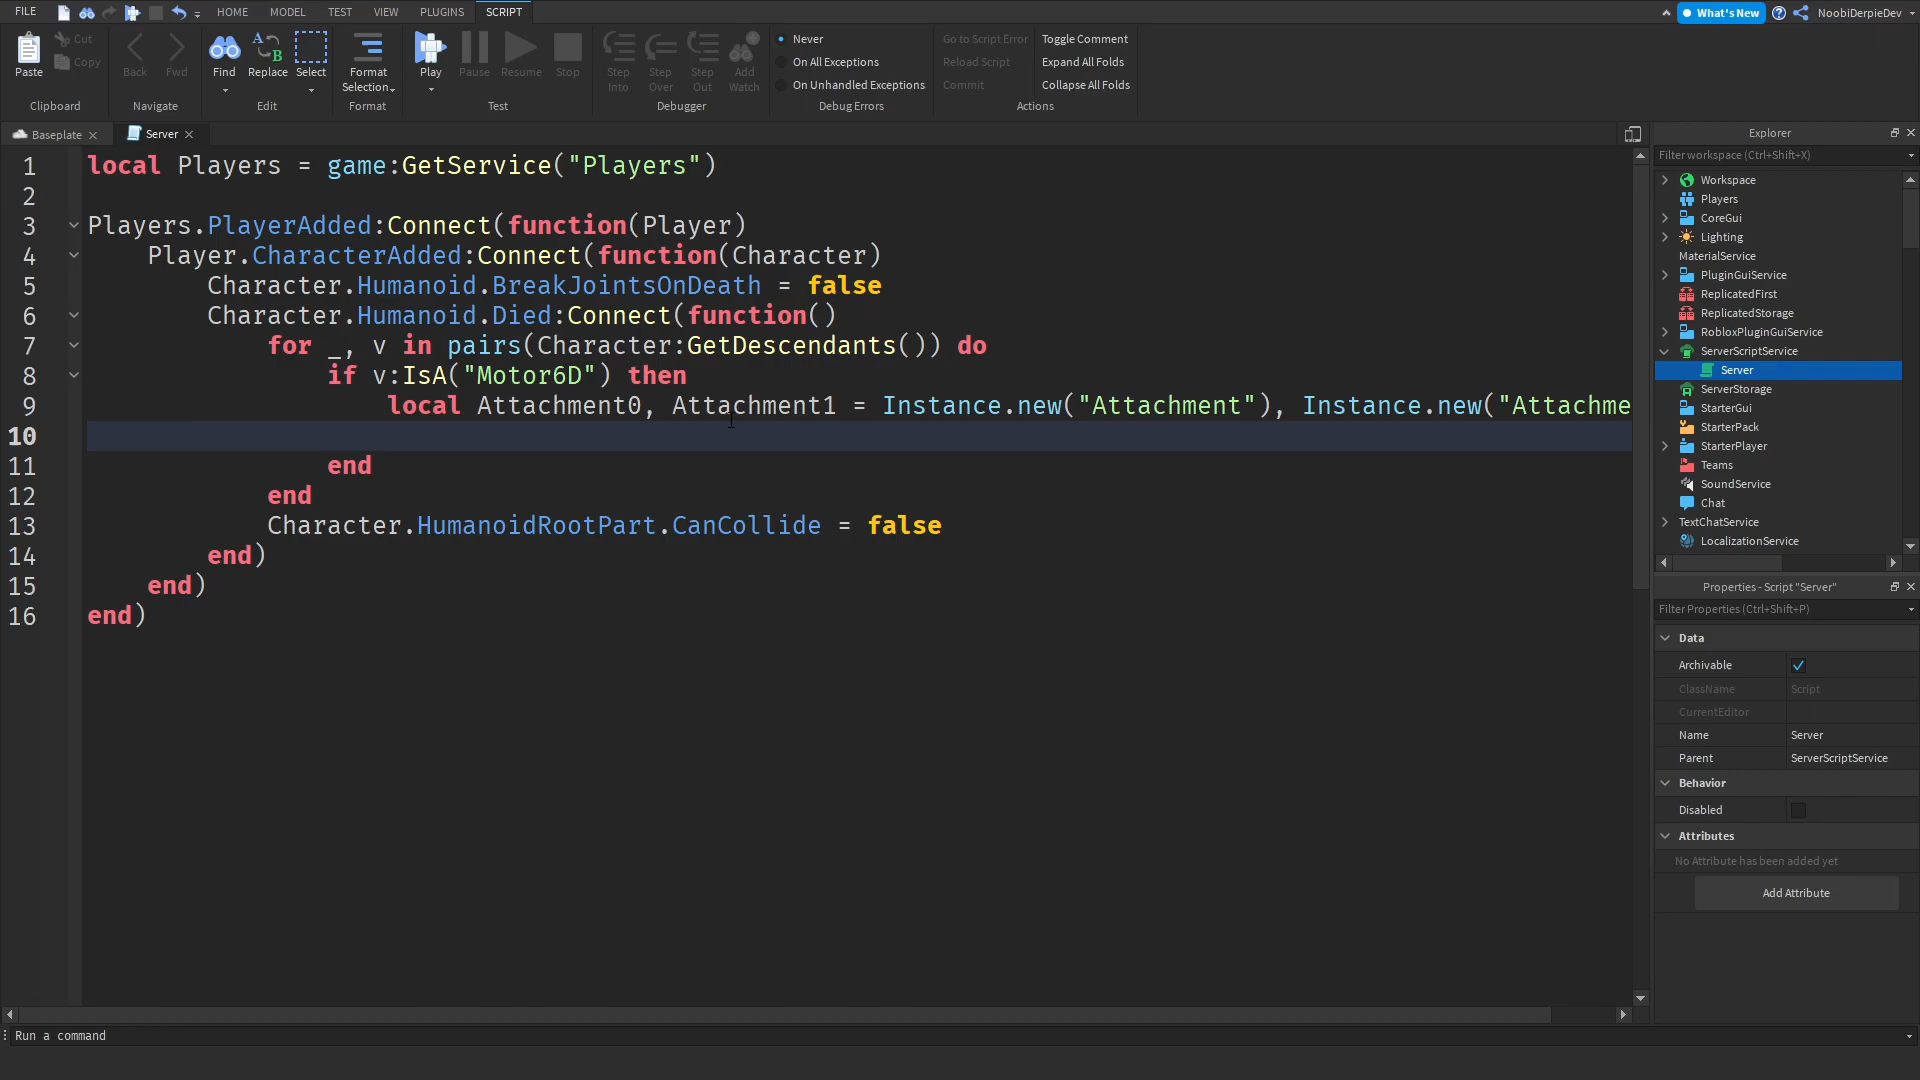 FILE HOME MODEL TEST VIEW PLUGINS SCRIPT What's New NoobiDerpieDev
Paste Cut Copy
Clipboard
Back Fwd
Navigate
Find Replace Select
Edit
Format Selection
Format
Play Pause Resume Stop
Test
Step Into Step Over Step Out Add Watch
Debugger
Never
On All Exceptions
On Unhandled Exceptions
Debug Errors
Go to Script Error Toggle Comment
Reload Script Expand All Folds
Commit Collapse All Folds
Actions
Baseplate Server
1 local Players = game:GetService("Players")
2
3 Players.PlayerAdded:Connect(function(Player)
4 Player.CharacterAdded:Connect(function(Character)
5 Character.Humanoid.BreakJointsOnDeath = false
6 Character.Humanoid.Died:Connect(function()
7 for _, v in pairs(Character:GetDescendants()) do
8 if v:IsA("Motor6D") then
9 local Attachment0, Attachment1 = Instance.new("Attachment"), Instance.new("Attachme
10
11 end
12 end
13 Character.HumanoidRootPart.CanCollide = false
14 end)
15 end)
16 end)
Run a command
Explorer
Filter workspace (Ctrl+Shift+X)
Workspace
Players
CoreGui
Lighting
MaterialService
PluginGuiService
ReplicatedFirst
ReplicatedStorage
RobloxPluginGuiService
ServerScriptService
Server
ServerStorage
StarterGui
StarterPack
StarterPlayer
Teams
SoundService
Chat
TextChatService
LocalizationService
Properties - Script "Server"
Filter Properties (Ctrl+Shift+P)
Data
Archivable
ClassName Script
CurrentEditor
Name Server
Parent ServerScriptService
Behavior
Disabled
Attributes
No Attribute has been added yet
Add Attribute